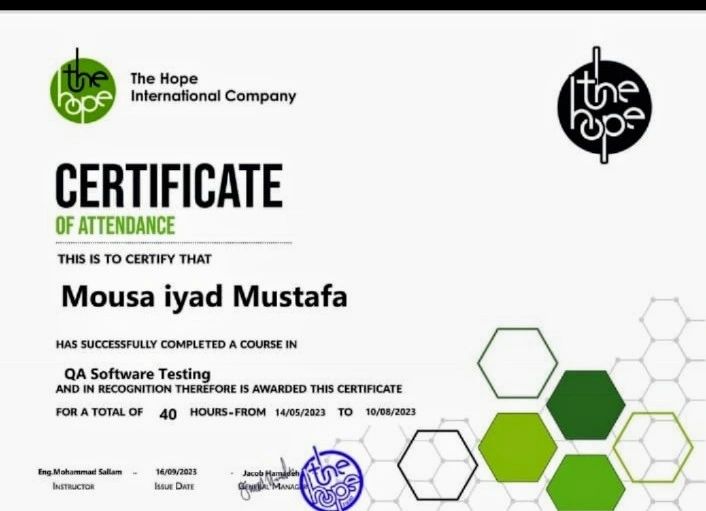 the hope
The Hope
International Company
the hope
CERTIFICATE
OF ATTENDANCE
THIS IS TO CERTIFY THAT
Mousa iyad Mustafa
HAS SUCCESSFULLY COMPLETED A COURSE IN
QA Software Testing
AND IN RECOGNITION THEREFORE IS AWARDED THIS CERTIFICATE
FOR A TOTAL OF 40 HOURS-FROM 14/05/2023 TO 10/08/2023
Eng.Mohammad Sallam - 16/09/2023 - Jacob Hamadeh
INSTRUCTOR ISSUE DATE GENERAL MANAGER
the hope